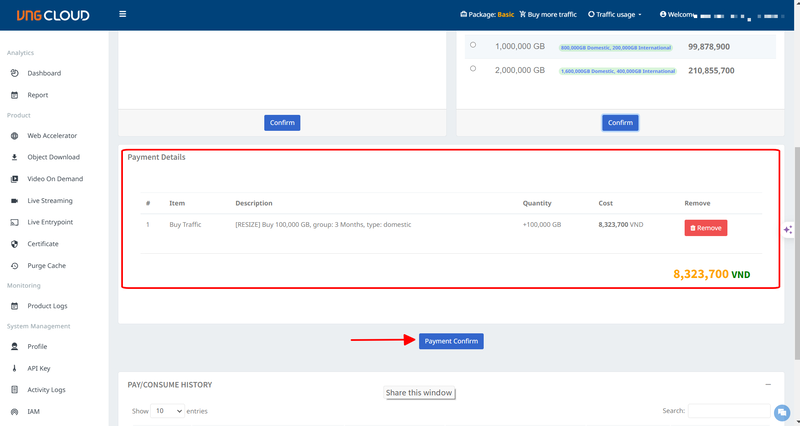 VNG CLOUD
Package: Basic Buy more traffic Traffic usage Welcome
Analytics
Dashboard
Report
Product
Web Accelerator
Object Download
Video On Demand
Live Streaming
Live Entrypoint
Certificate
Purge Cache
Monitoring
Product Logs
System Management
Profile
API Key
Activity Logs
IAM
1,000,000 GB 800,000GB Domestic, 200,000GB International 99,878,900
2,000,000 GB 1,600,000GB Domestic, 400,000GB International 210,855,700
Confirm Confirm
Payment Details
# Item Description Quantity Cost Remove
1 Buy Traffic [RESIZE] Buy 100,000 GB, group: 3 Months, type: domestic +100,000 GB 8,323,700 VND Remove
8,323,700 VND
Payment Confirm
PAY/CONSUME HISTORY
Share this window
Show 10 entries Search: